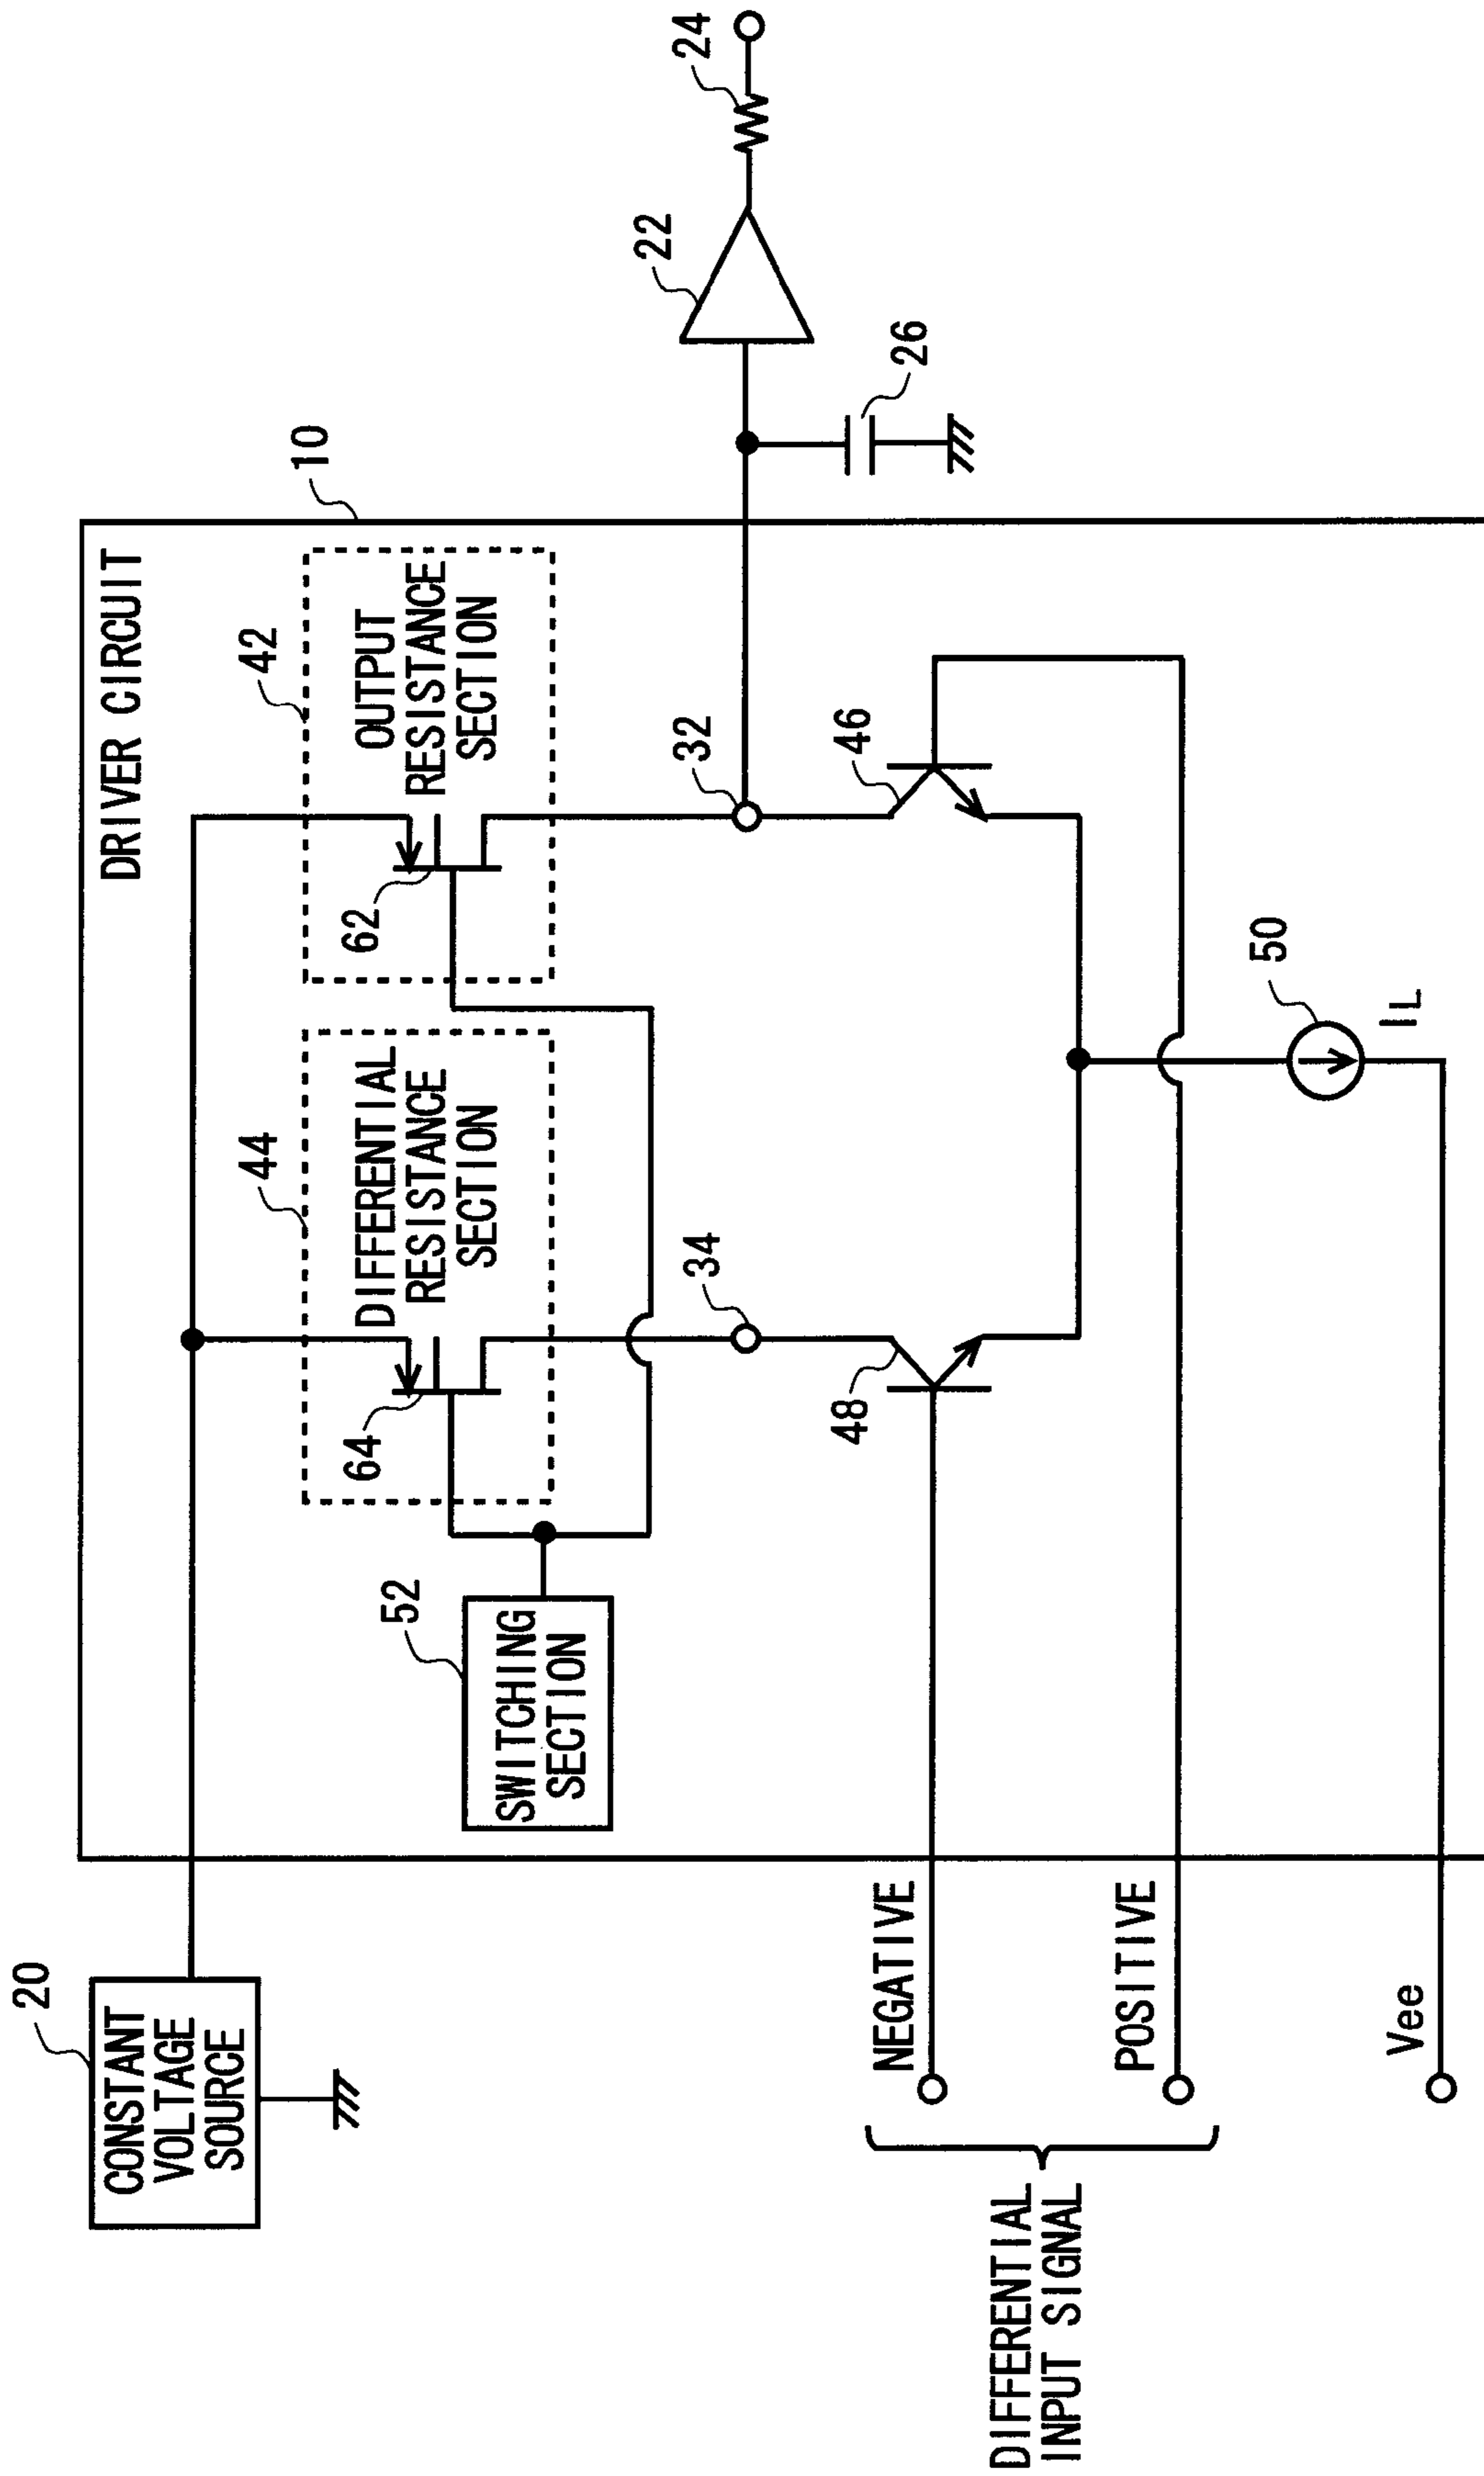 20
CONSTANT
VOLTAGE
SOURCE
DRIVER CIRCUIT
10
44
DIFFERENTIAL
RESISTANCE
SECTION
64
42
OUTPUT
RESISTANCE
SECTION
62
52
SWITCHING
SECTION
34
32
22
24
26
48
46
NEGATIVE
POSITIVE
DIFFERENTIAL
INPUT SIGNAL
50
IL
Vee